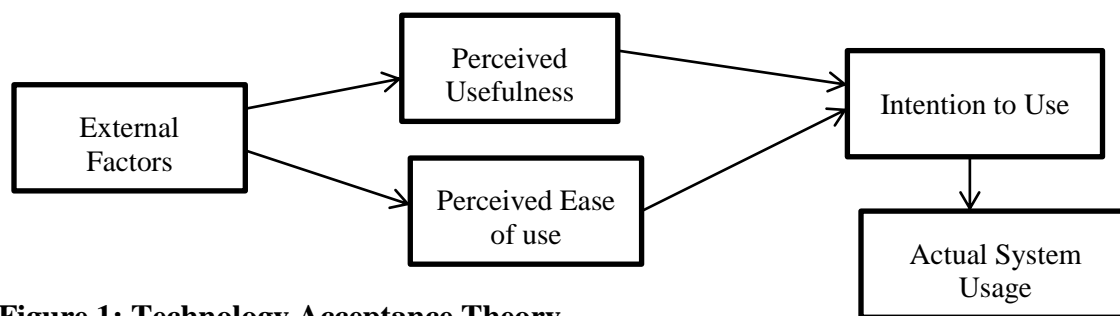 Perceived
Usefulness
Intention to Use
External
Factors
Perceived Ease
of use
Actual System
Usage
Figure 1: Technology Acceptance Theory